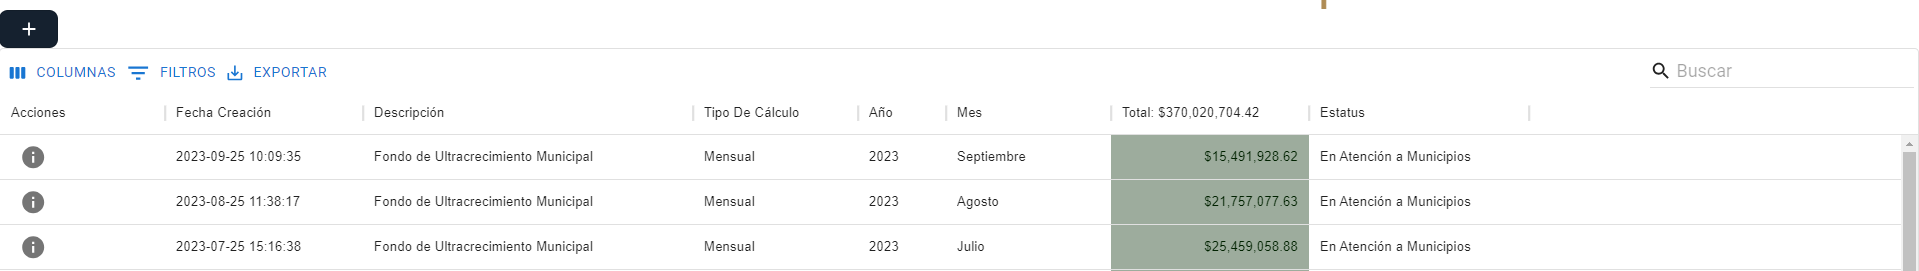 +
COLUMNAS FILTROS EXPORTAR Buscar
Acciones Fecha Creación Descripción Tipo De Cálculo Año Mes Total: $370,020,704.42 Estatus
2023-09-25 10:09:35 Fondo de Ultracrecimiento Municipal Mensual 2023 Septiembre $15,491,928.62 En Atención a Municipios
2023-08-25 11:38:17 Fondo de Ultracrecimiento Municipal Mensual 2023 Agosto $21,757,077.63 En Atención a Municipios
2023-07-25 15:16:38 Fondo de Ultracrecimiento Municipal Mensual 2023 Julio $25,459,058.88 En Atención a Municipios